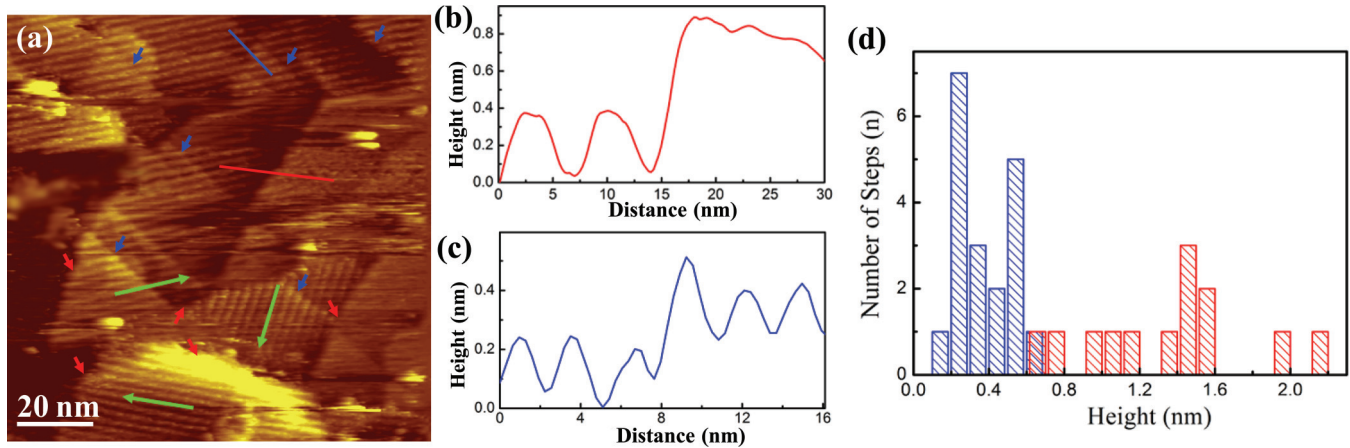 (a)
20 nm
(b)
Height (nm)
0.8
0.6
0.4
0.2
0.0
0 5 10 15 20 25 30
Distance (nm)
(c)
Height (nm)
0.4
0.2
0.0
0 4 8 12 16
Distance (nm)
(d)
Number of Steps (n)
6
4
2
0
0.0 0.4 0.8 1.2 1.6 2.0
Height (nm)